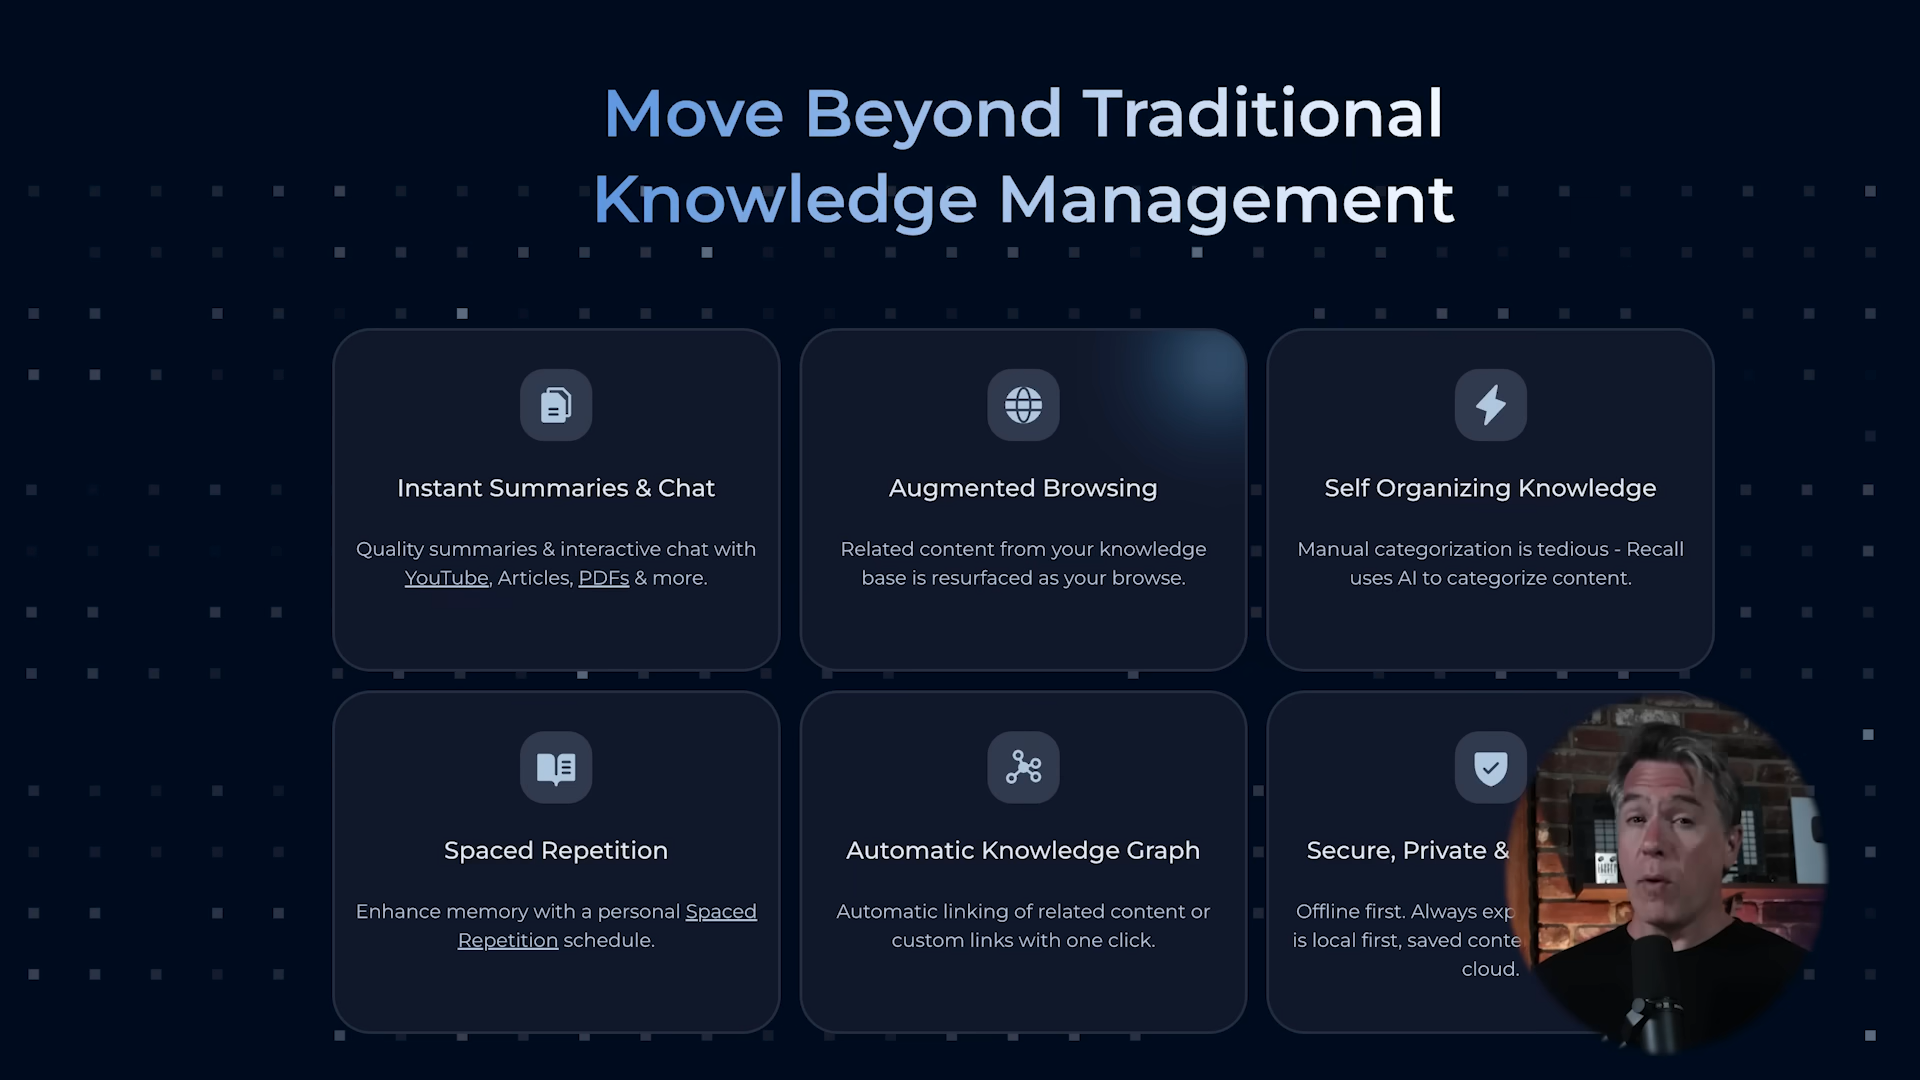 Move Beyond Traditional
Knowledge Management
Instant Summaries & Chat
Quality summaries & interactive chat with
YouTube, Articles, PDFs & more.
Augmented Browsing
Related content from your knowledge
base is resurfaced as your browse.
Self Organizing Knowledge
Manual categorization is tedious - Recall
uses AI to categorize content.
Spaced Repetition
Enhance memory with a personal Spaced
Repetition schedule.
Automatic Knowledge Graph
Automatic linking of related content or
custom links with one click.
Secure, Private &
Offline first. Always
is local first, saved
cloud.